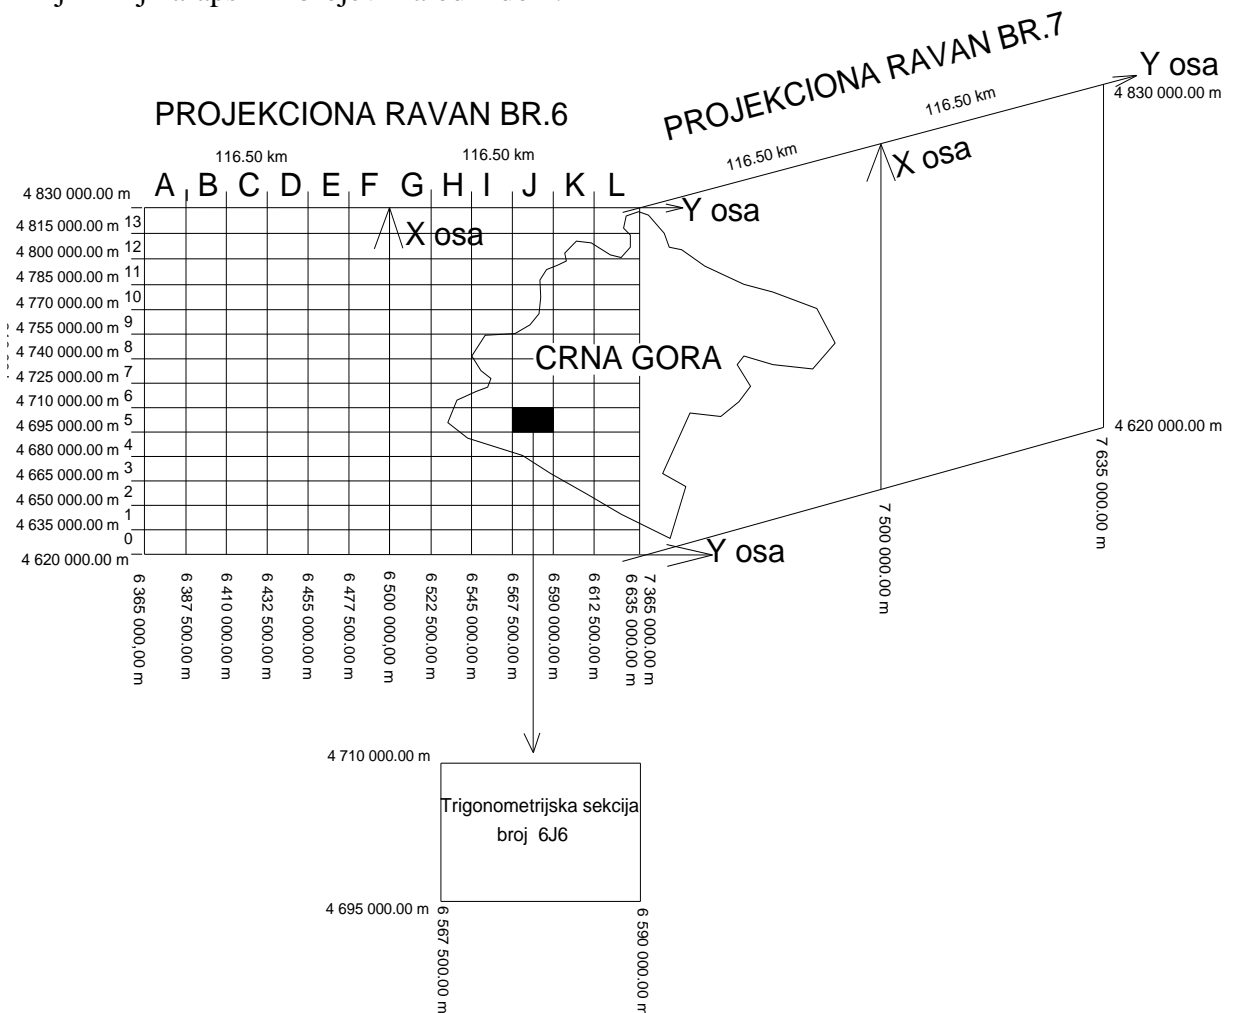 PROJEKCIONA RAVAN BR.7
Y osa
4 830 000.00 m
116.50 km
116.50 km
X osa
PROJEKCIONA RAVAN BR.6
116.50 km
116.50 km
A B C D E F G H I J K L
4 830 000.00 m
Y osa
X osa
13
4 815 000.00 m
12
4 800 000.00 m
11
4 785 000.00 m
10
4 770 000.00 m
9
4 755 000.00 m
8
4 740 000.00 m
7
4 725 000.00 m
6
4 710 000.00 m
5
4 695 000.00 m
4
4 680 000.00 m
3
4 665 000.00 m
2
4 650 000.00 m
1
4 635 000.00 m
0
4 620 000.00 m
CRNA GORA
Y osa
4 620 000.00 m
7 500 000.00 m
7 635 000.00 m
6 365 000,00 m
6 387 500.00 m
6 410 000.00 m
6 432 500.00 m
6 455 000.00 m
6 477 500.00 m
6 500 000,00 m
6 522 500.00 m
6 545 000.00 m
6 567 500.00 m
6 590 000.00 m
6 612 500.00 m
6 635 000.00 m
7 365 000.00 m
4 710 000.00 m
Trigonometrijska sekcija
broj 6J6
4 695 000.00 m
6 567 500.00 m
6 590 000.00 m